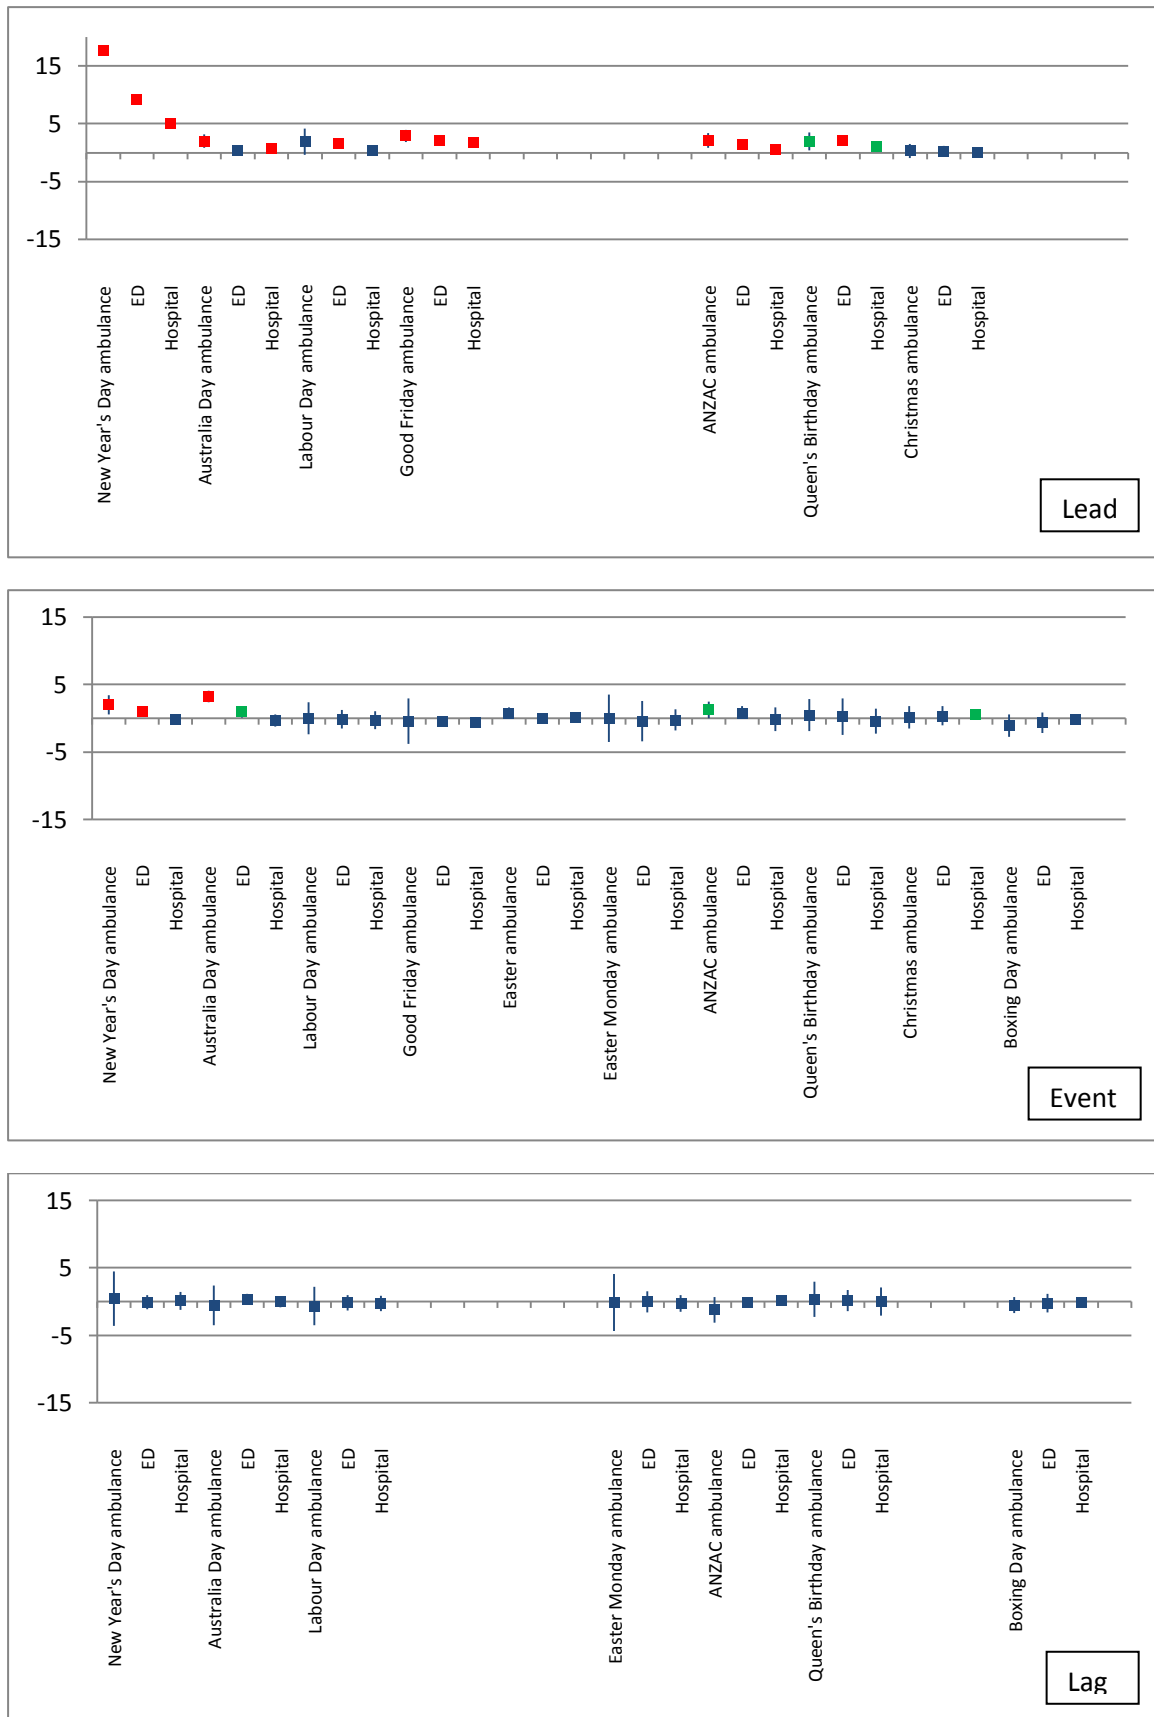 15
5
-5
-15
New Year's Day ambulance
ED
Hospital
Australia Day ambulance
ED
Hospital
Labour Day ambulance
ED
Hospital
Good Friday ambulance
ED
Hospital
ANZAC ambulance
ED
Hospital
Queen's Birthday ambulance
ED
Hospital
Christmas ambulance
ED
Hospital
Lead
15
5
-5
-15
New Year's Day ambulance
ED
Hospital
Australia Day ambulance
ED
Hospital
Labour Day ambulance
ED
Hospital
Good Friday ambulance
ED
Hospital
Easter ambulance
ED
Hospital
Easter Monday ambulance
ED
Hospital
ANZAC ambulance
ED
Hospital
Queen's Birthday ambulance
ED
Hospital
Christmas ambulance
ED
Hospital
Boxing Day ambulance
ED
Hospital
Event
15
5
-5
-15
New Year's Day ambulance
ED
Hospital
Australia Day ambulance
ED
Hospital
Labour Day ambulance
ED
Hospital
Easter Monday ambulance
ED
Hospital
ANZAC ambulance
ED
Hospital
Queen's Birthday ambulance
ED
Hospital
Boxing Day ambulance
ED
Hospital
Lag